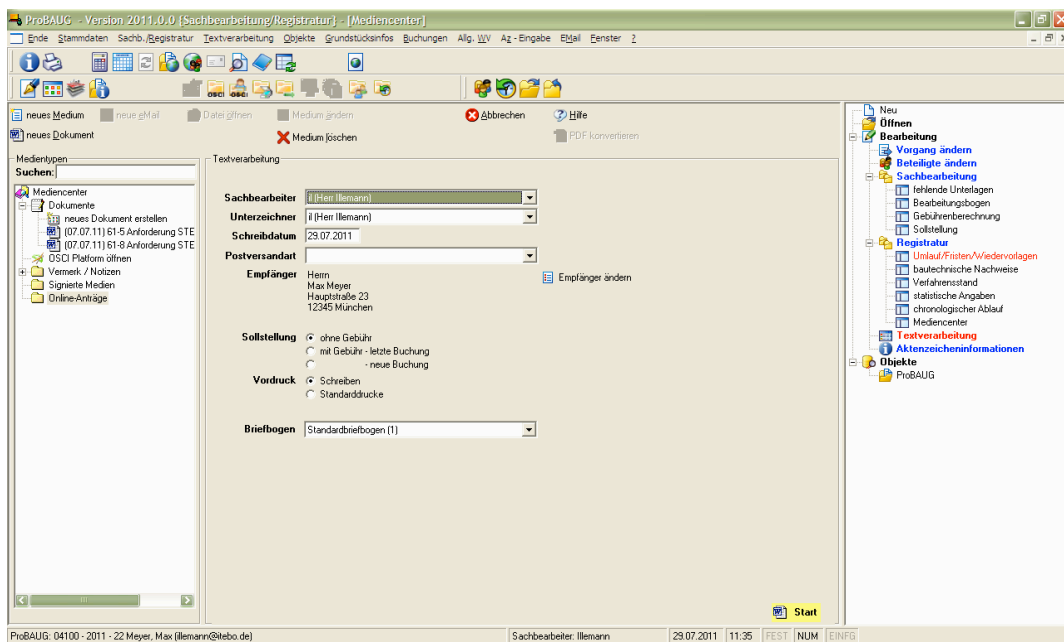 ProBAUG - Version 2011.0.0 {Sachbearbeitung/Registratur} - [Mediencenter]
Ende Stammdaten Sachb./Registratur Textverarbeitung Objekte Grundstücksinfos Buchungen Allg. WV Az - Eingabe EMail Fenster ?
neues Medium neue eMail Datei öffnen Medium ändern Abbrechen Hilfe
neues Dokument Medium löschen PDF konvertieren
Medientypen
Suchen:
Mediencenter
Dokumente
neues Dokument erstellen
(07.07.11) 61-5 Anforderung STE
(07.07.11) 61-8 Anforderung STE
OSCI Platform öffnen
Vermerk / Notizen
Signierte Medien
Online-Anträge
Textverarbeitung
Sachbearbeiter il (Herr Illemann)
Unterzeichner il (Herr Illemann)
Schreibdatum 29.07.2011
Postversandart
Empfänger Herrn
Max Meyer
Hauptstraße 23
12345 München
Empfänger ändern
Sollstellung ohne Gebühr
mit Gebühr - letzte Buchung
- neue Buchung
Vordruck Schreiben
Standarddrucke
Briefbogen Standardbriefbogen (1)
Start
Neu
Öffnen
Bearbeitung
Vorgang ändern
Beteiligte ändern
Sachbearbeitung
fehlende Unterlagen
Bearbeitungsbogen
Gebührenberechnung
Sollstellung
Registratur
Umlauf/Fristen/Wiedervorlagen
bautechnische Nachweise
Verfahrensstand
statistische Angaben
chronologischer Ablauf
Mediencenter
Textverarbeitung
Aktenzeicheninformationen
Objekte
ProBAUG
ProBAUG: 04100 - 2011 - 22 Meyer, Max (illemann@itebo.de) Sachbearbeiter: Illemann 29.07.2011 11:35 FEST NUM EINFG